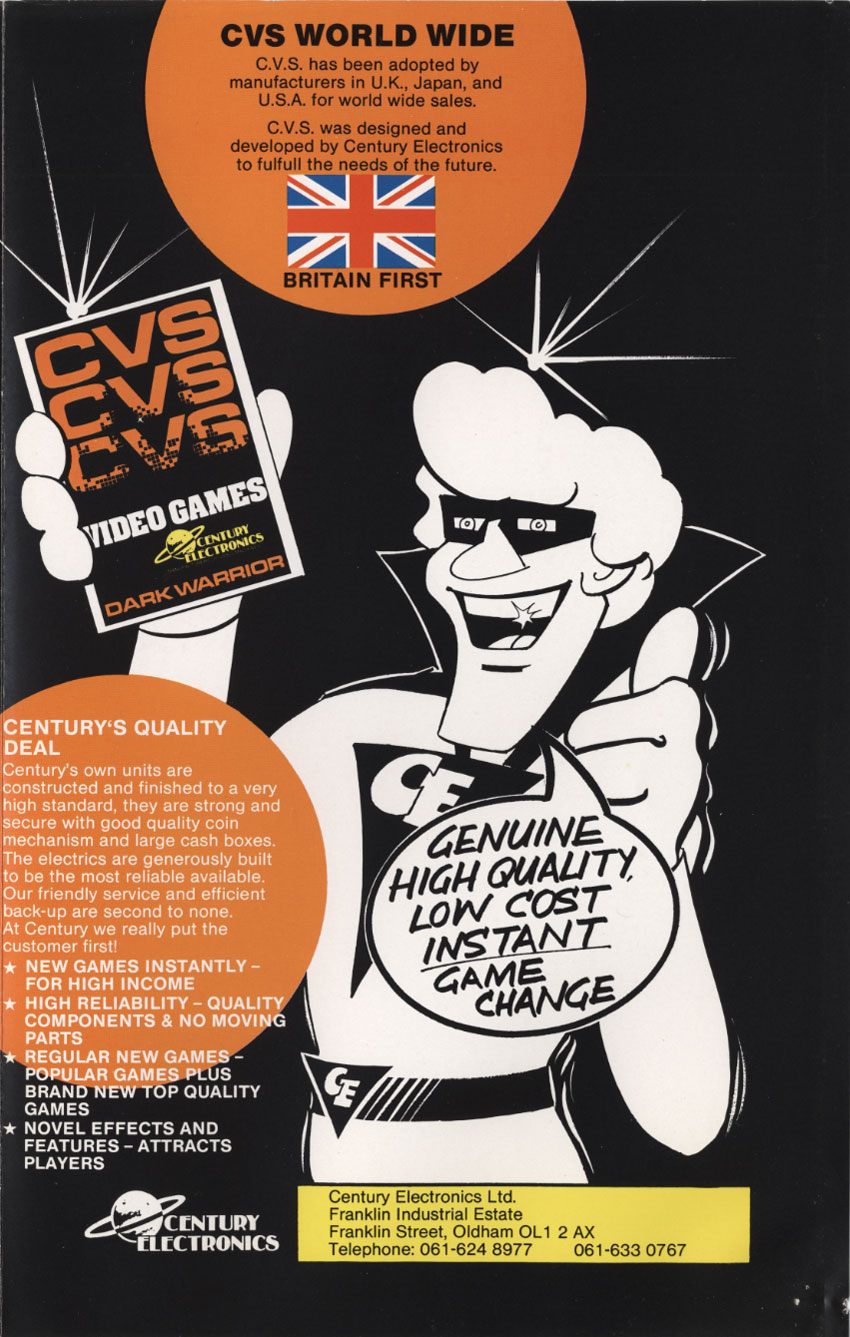 CVS WORLD WIDE
C.V.S. has been adopted by
manufacturers in U.K., Japan, and
U.S.A. for world wide sales.
C.V.S. was designed and
developed by Century Electronics
to fulfull the needs of the future.
BRITAIN FIRST
CVS
CVS
CVS
VIDEO GAMES
CENTURY
ELECTRONICS
DARK WARRIOR
CENTURY'S QUALITY
DEAL
Century's own units are
constructed and finished to a very
high standard, they are strong and
secure with good quality coin
mechanism and large cash boxes.
The electrics are generously built
to be the most reliable available.
Our friendly service and efficient
back-up are second to none.
At Century we really put the
customer first!
★ NEW GAMES INSTANTLY –
FOR HIGH INCOME
★ HIGH RELIABILITY – QUALITY
COMPONENTS & NO MOVING
PARTS
★ REGULAR NEW GAMES –
POPULAR GAMES PLUS
BRAND NEW TOP QUALITY
GAMES
★ NOVEL EFFECTS AND
FEATURES – ATTRACTS
PLAYERS
CE
GENUINE
HIGH QUALITY,
LOW COST
INSTANT
GAME
CHANGE
CE
CENTURY
ELECTRONICS
Century Electronics Ltd.
Franklin Industrial Estate
Franklin Street, Oldham OL1 2 AX
Telephone: 061-624 8977 061-633 0767